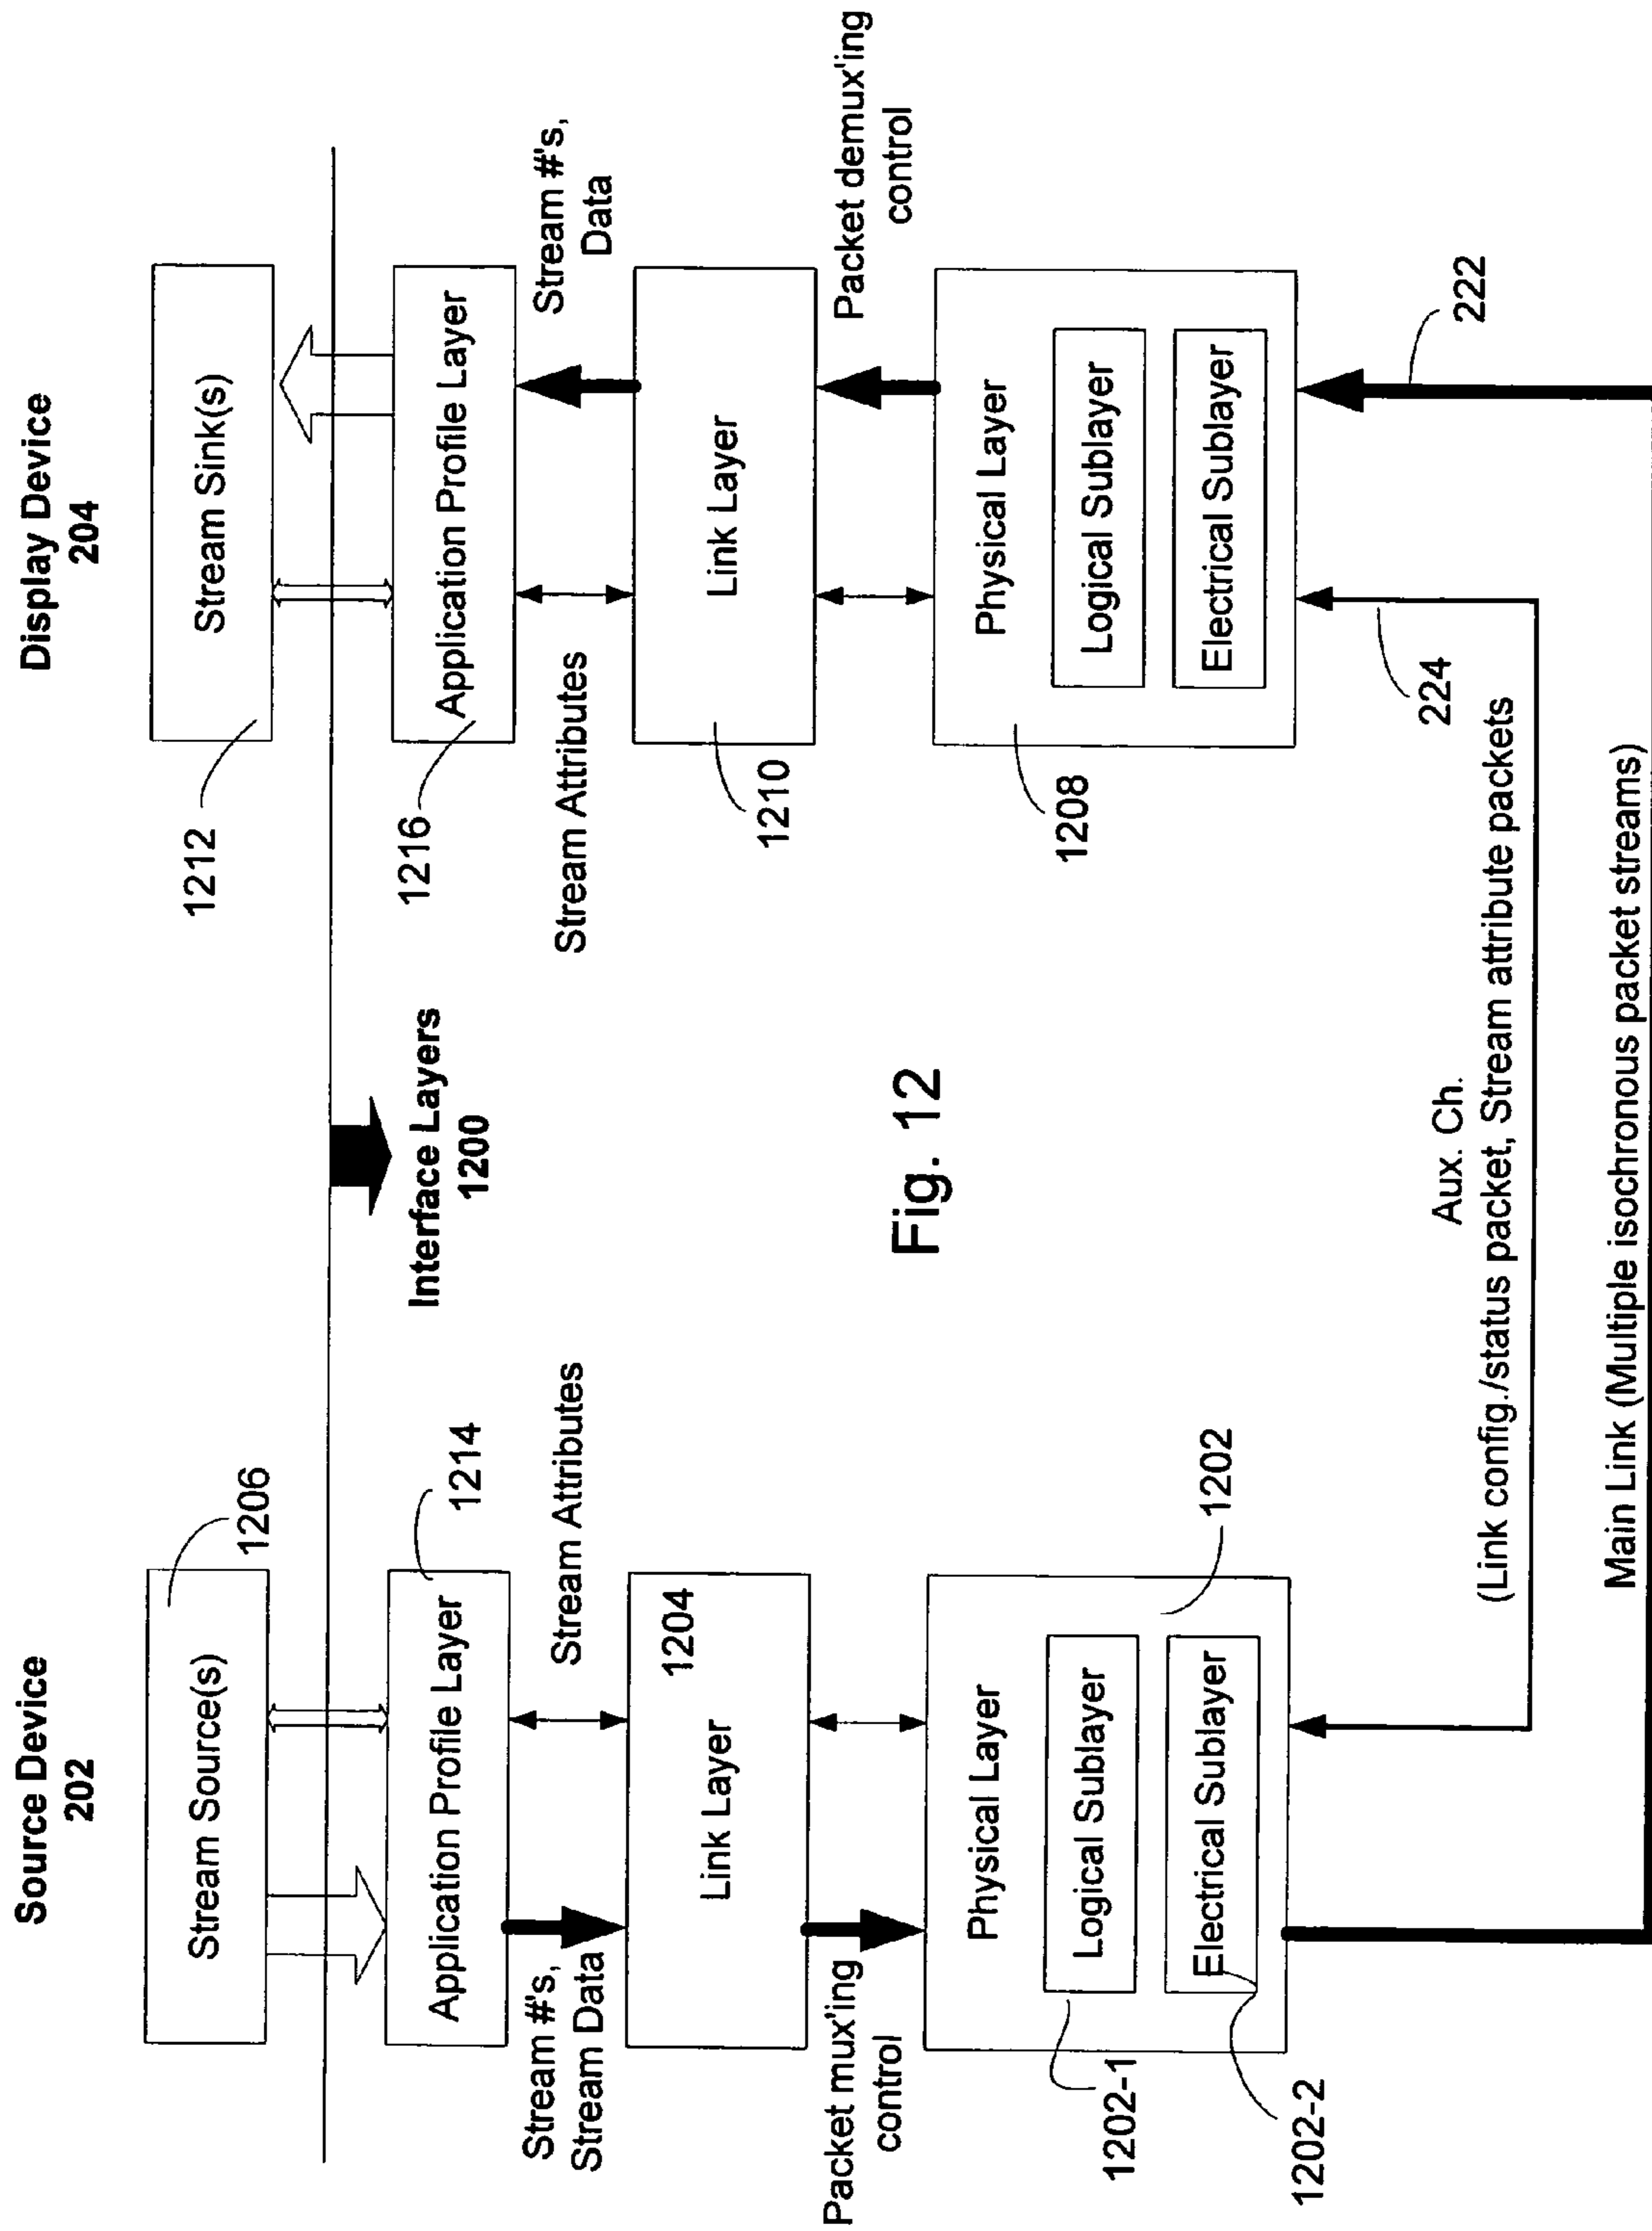 Source Device
202
Stream Source(s)
1206
Application Profile Layer
1214
Stream #'s,
Stream Data
Stream Attributes
Link Layer
1204
Packet mux'ing
control
Physical Layer
1202
Logical Sublayer
1202-1
Electrical Sublayer
1202-2
Interface Layers
1200
Fig. 12
Display Device
204
Stream Sink(s)
1212
Application Profile Layer
1216
Stream Attributes
Stream #'s,
Data
Link Layer
1210
Packet demux'ing
control
Physical Layer
1208
Logical Sublayer
Electrical Sublayer
224
222
Aux. Ch.
(Link config./status packet, Stream attribute packets
Main Link (Multiple isochronous packet streams)